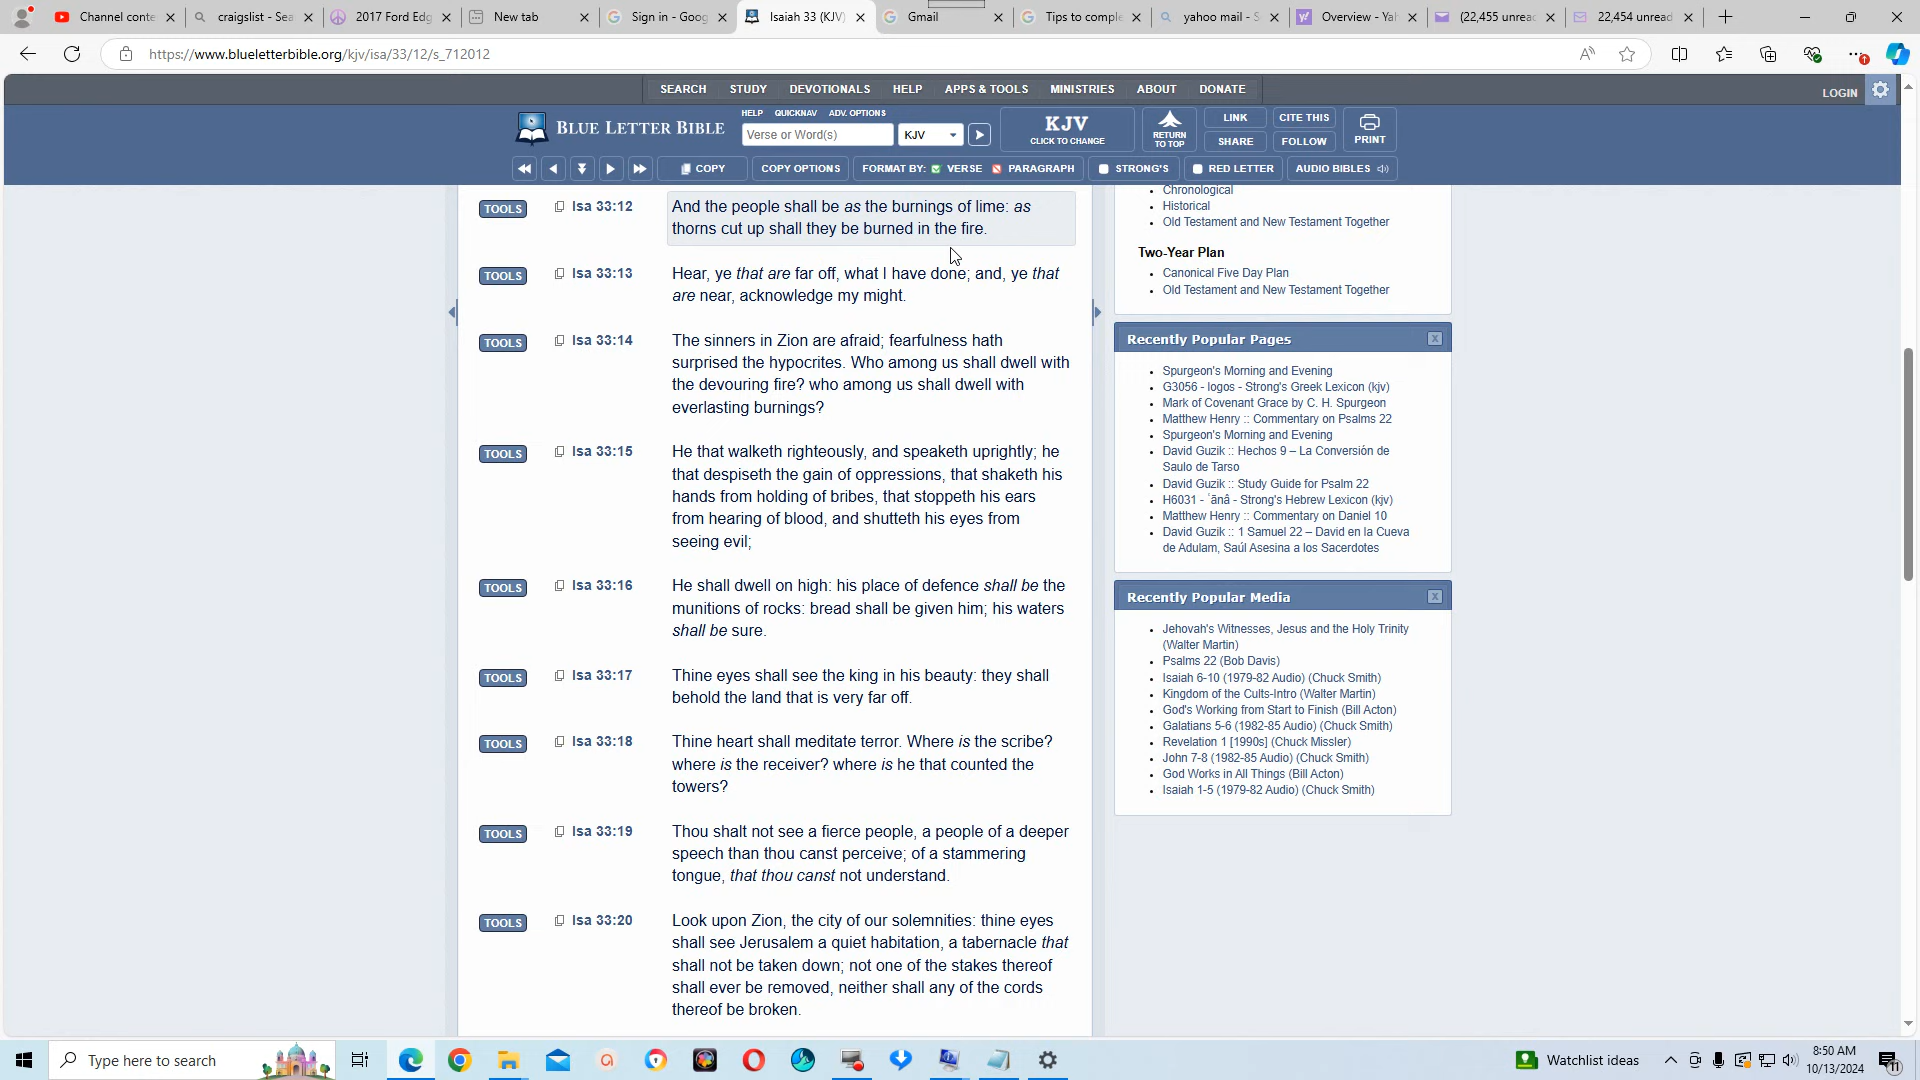 Channel conte
craigslist - Sea
2017 Ford Edg
New tab
Sign in - Goog
Isaiah 33 (KJV)
Gmail
Tips to comple
yahoo mail - S
Overview - Yah
(22,455 unrea
22,454 unread
https://www.blueletterbible.org/kjv/isa/33/12/s_712012
SEARCH STUDY DEVOTIONALS HELP APPS & TOOLS MINISTRIES ABOUT DONATE
LOGIN
BLUE LETTER BIBLE
HELP QUICKNAV ADV. OPTIONS
Verse or Word(s)
KJV
KJV
CLICK TO CHANGE
RETURN
TO TOP
LINK
CITE THIS
SHARE
FOLLOW
PRINT
COPY
COPY OPTIONS
FORMAT BY: VERSE PARAGRAPH
STRONG'S
RED LETTER
AUDIO BIBLES
TOOLS
Isa 33:12
And the people shall be as the burnings of lime: as
thorns cut up shall they be burned in the fire.
TOOLS
Isa 33:13
Hear, ye that are far off, what I have done; and, ye that
are near, acknowledge my might.
TOOLS
Isa 33:14
The sinners in Zion are afraid; fearfulness hath
surprised the hypocrites. Who among us shall dwell with
the devouring fire? who among us shall dwell with
everlasting burnings?
TOOLS
Isa 33:15
He that walketh righteously, and speaketh uprightly; he
that despiseth the gain of oppressions, that shaketh his
hands from holding of bribes, that stoppeth his ears
from hearing of blood, and shutteth his eyes from
seeing evil;
TOOLS
Isa 33:16
He shall dwell on high: his place of defence shall be the
munitions of rocks: bread shall be given him; his waters
shall be sure.
TOOLS
Isa 33:17
Thine eyes shall see the king in his beauty: they shall
behold the land that is very far off.
TOOLS
Isa 33:18
Thine heart shall meditate terror. Where is the scribe?
where is the receiver? where is he that counted the
towers?
TOOLS
Isa 33:19
Thou shalt not see a fierce people, a people of a deeper
speech than thou canst perceive; of a stammering
tongue, that thou canst not understand.
TOOLS
Isa 33:20
Look upon Zion, the city of our solemnities: thine eyes
shall see Jerusalem a quiet habitation, a tabernacle that
shall not be taken down; not one of the stakes thereof
shall ever be removed, neither shall any of the cords
thereof be broken.
Chronological
Historical
Old Testament and New Testament Together
Two-Year Plan
Canonical Five Day Plan
Old Testament and New Testament Together
Recently Popular Pages
Spurgeon's Morning and Evening
G3056 - logos - Strong's Greek Lexicon (kjv)
Mark of Covenant Grace by C. H. Spurgeon
Matthew Henry :: Commentary on Psalms 22
Spurgeon's Morning and Evening
David Guzik :: Hechos 9 – La Conversión de
Saulo de Tarso
David Guzik :: Study Guide for Psalm 22
H6031 - ʿānâ - Strong's Hebrew Lexicon (kjv)
Matthew Henry :: Commentary on Daniel 10
David Guzik :: 1 Samuel 22 – David en la Cueva
de Adulam, Saúl Asesina a los Sacerdotes
Recently Popular Media
Jehovah's Witnesses, Jesus and the Holy Trinity
(Walter Martin)
Psalms 22 (Bob Davis)
Isaiah 6-10 (1979-82 Audio) (Chuck Smith)
Kingdom of the Cults-Intro (Walter Martin)
God's Working from Start to Finish (Bill Acton)
Galatians 5-6 (1982-85 Audio) (Chuck Smith)
Revelation 1 [1990s] (Chuck Missler)
John 7-8 (1982-85 Audio) (Chuck Smith)
God Works in All Things (Bill Acton)
Isaiah 1-5 (1979-82 Audio) (Chuck Smith)
Type here to search
Watchlist ideas
8:50 AM
10/13/2024
11